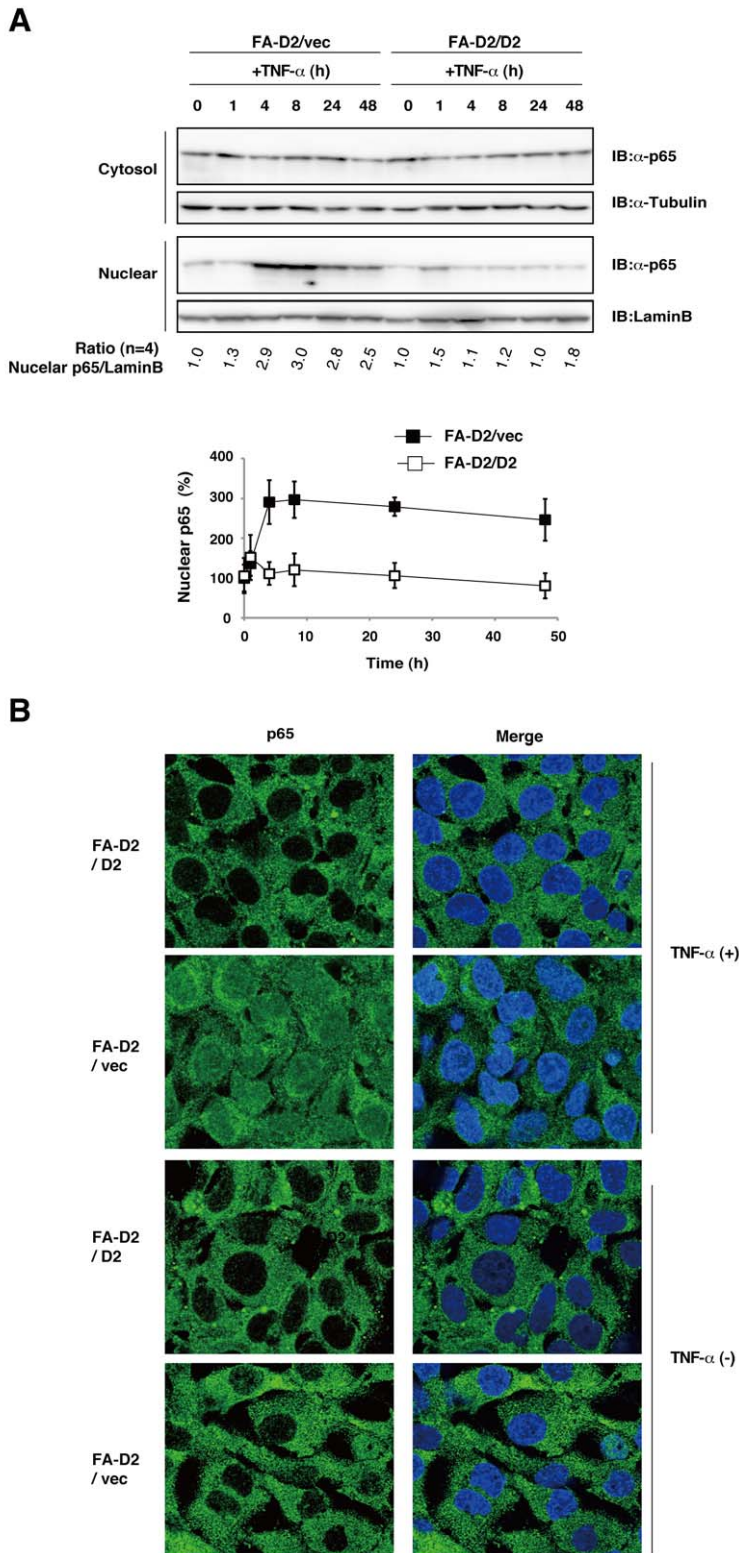 A
FA-D2/vec FA-D2/D2
+TNF-α (h) +TNF-α (h)
0 1 4 8 24 48 0 1 4 8 24 48
Cytosol
IB:α-p65
IB:α-Tubulin
Nuclear
IB:α-p65
IB:LaminB
Ratio (n=4)
Nucelar p65/LaminB
1.0 1.3 2.9 3.0 2.8 2.5 1.0 1.5 1.1 1.2 1.0 1.8
FA-D2/vec
FA-D2/D2
Nuclear p65 (%)
400
300
200
100
0
0 10 20 30 40 50
Time (h)
B
p65 Merge
FA-D2
/ D2
TNF-α (+)
FA-D2
/ vec
FA-D2
/ D2
TNF-α (-)
FA-D2
/ vec